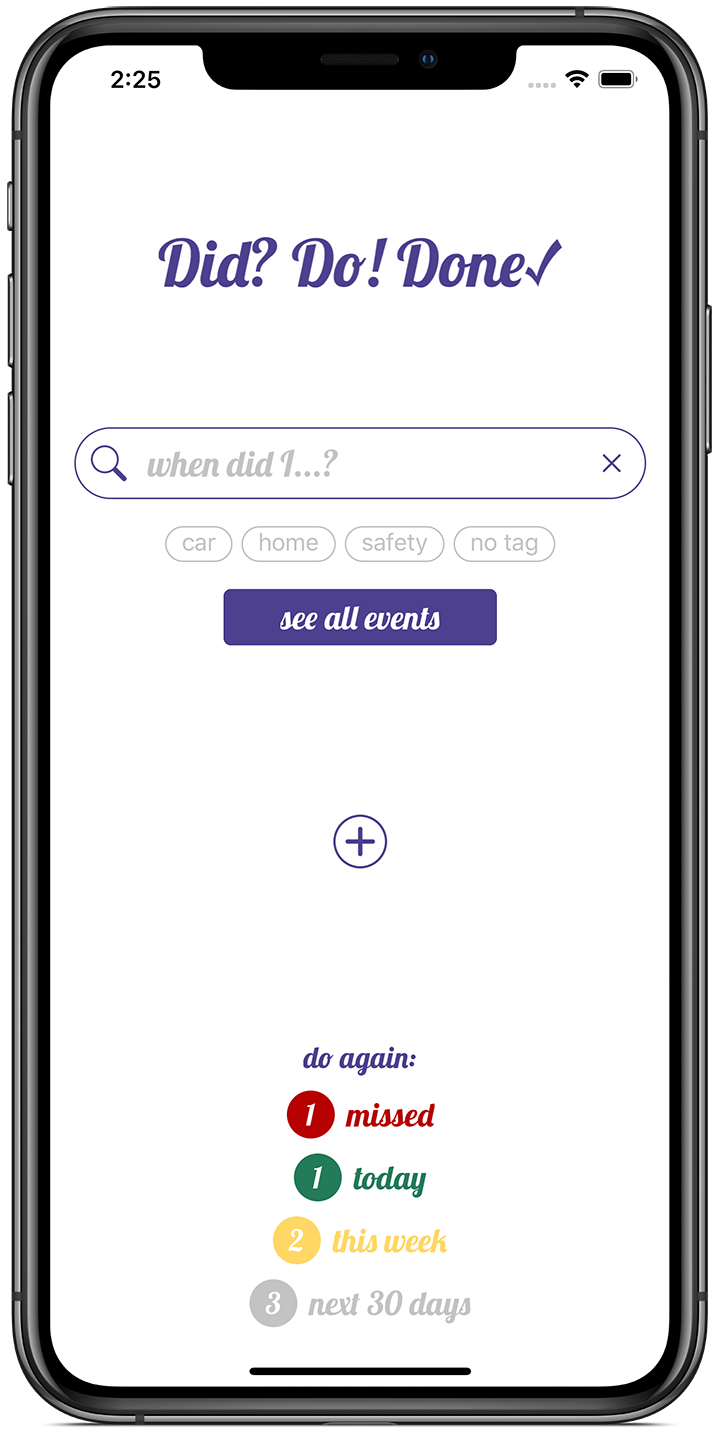 2:25
Did? Do! Done✓
when did I...?
car home safety no tag
see all events
do again:
1 missed
1 today
2 this week
3 next 30 days